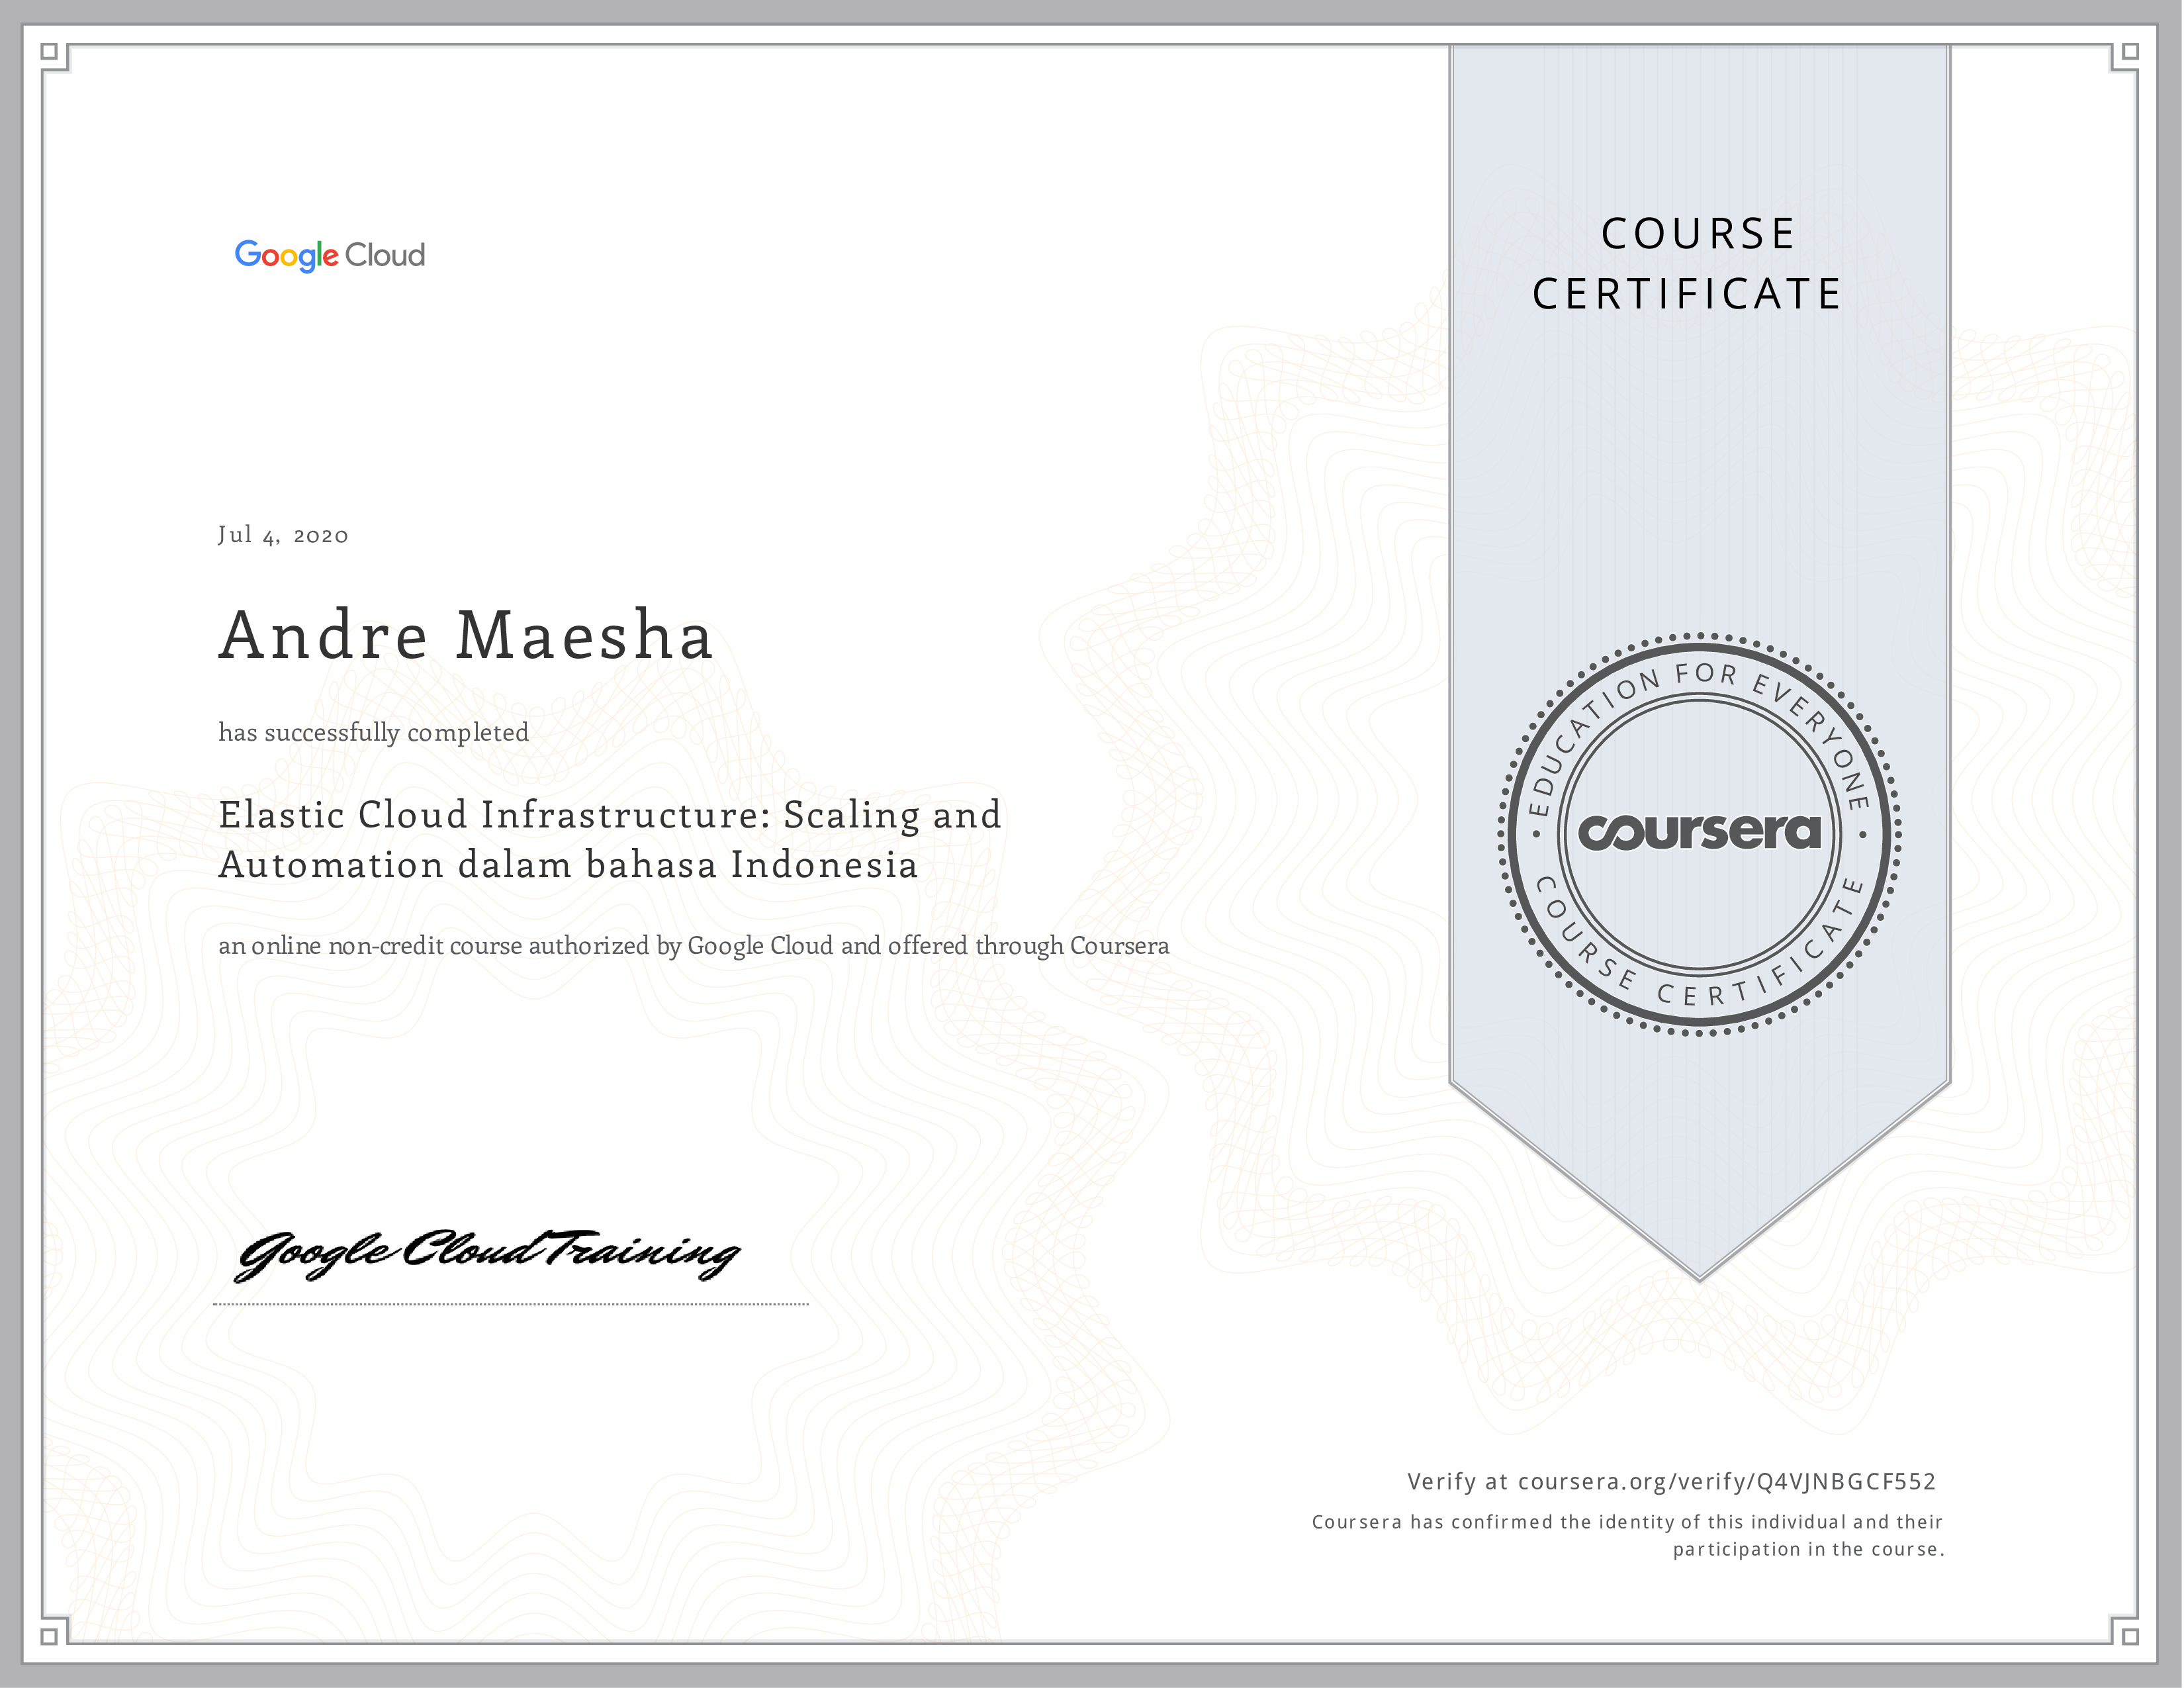 Google Cloud
COURSE
CERTIFICATE
Jul 4, 2020
Andre Maesha
has successfully completed
Elastic Cloud Infrastructure: Scaling and
Automation dalam bahasa Indonesia
an online non-credit course authorized by Google Cloud and offered through Coursera
EDUCATION FOR EVERYONE
coursera
COURSE CERTIFICATE
Google Cloud Training
Verify at coursera.org/verify/Q4VJNBGCF552
Coursera has confirmed the identity of this individual and their
participation in the course.